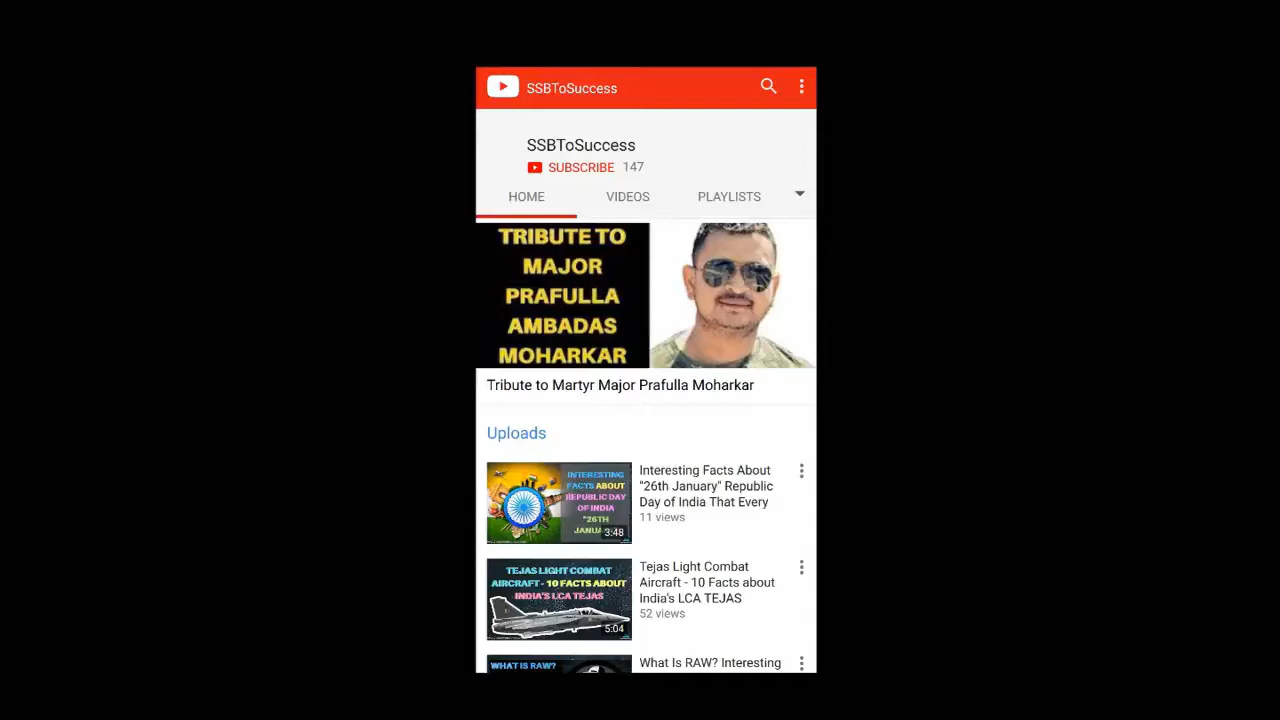 SSBToSuccess
SSBToSuccess
SUBSCRIBE 147
HOME VIDEOS PLAYLISTS
TRIBUTE TO
MAJOR
PRAFULLA
AMBADAS
MOHARKAR
Tribute to Martyr Major Prafulla Moharkar
Uploads
INTERESTING
FACTS ABOUT
REPUBLIC DAY
OF INDIA
"26TH
JANUA
3:48
Interesting Facts About
"26th January" Republic
Day of India That Every
11 views
TEJAS LIGHT COMBAT
AIRCRAFT - 10 FACTS ABOUT
INDIA'S LCA TEJAS
5:04
Tejas Light Combat
Aircraft - 10 Facts about
India's LCA TEJAS
52 views
WHAT IS RAW?
What Is RAW? Interesting